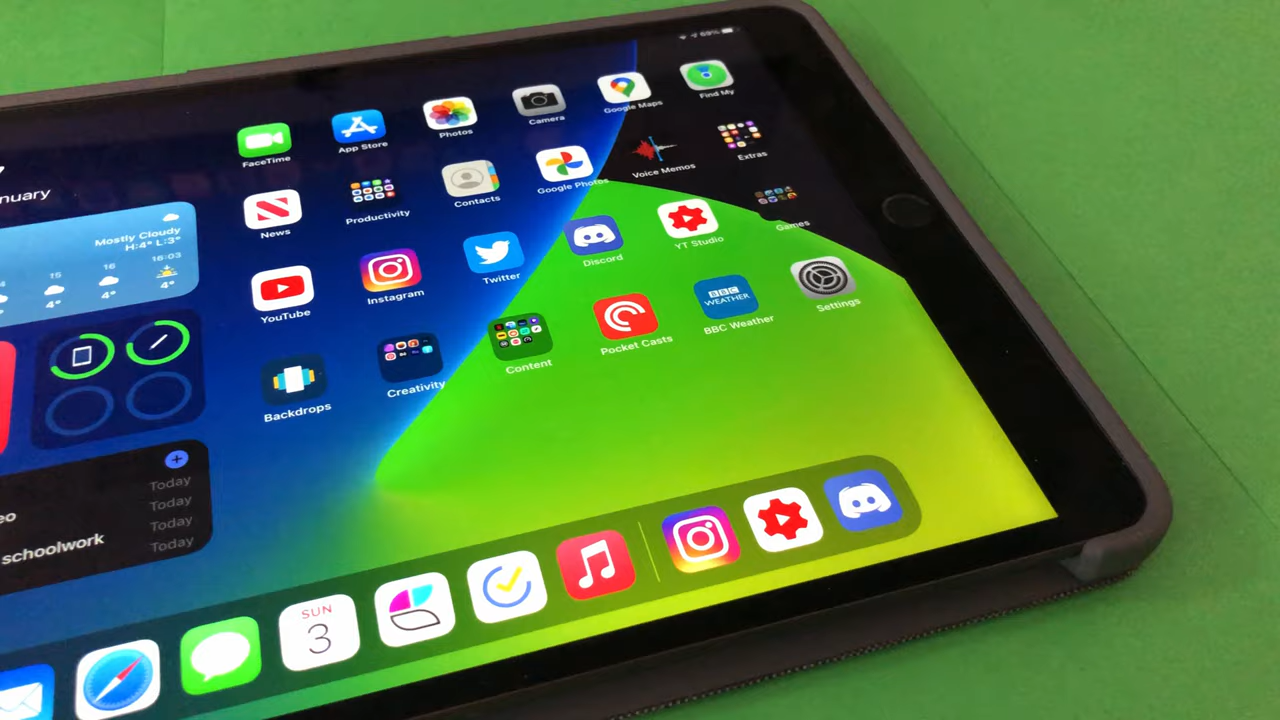 69%
nuary
FaceTime
App Store
Photos
Camera
Google Maps
Find My
Mostly Cloudy
H:4° L:3°
15
16
16:03
4°
4°
4°
News
Productivity
Contacts
Google Photos
Voice Memos
Extras
YouTube
Instagram
Twitter
Discord
YT Studio
Games
Backdrops
Creativity
Content
Pocket Casts
BBC
WEATHER
BBC Weather
Settings
Today
eo
Today
Today
schoolwork
Today
SUN
3